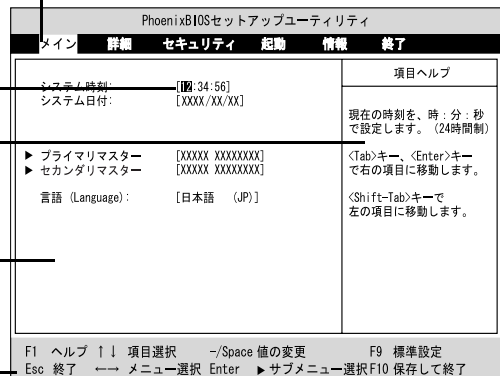 PhoenixBIOSセットアップユーティリティ
メイン 詳細 セキュリティ 起動 情報 終了
項目ヘルプ
システム時刻: [12:34:56]
システム日付: [XXXX/XX/XX]
▶ プライマリマスター [XXXXX XXXXXXXX]
▶ セカンダリマスター [XXXXX XXXXXXXX]
言語 (Language): [日本語 (JP)]
現在の時刻を、時:分:秒
で設定します。(24時間制)
<Tab>キー、<Enter>キー
で右の項目に移動します。
<Shift-Tab>キーで
左の項目に移動します。
F1 ヘルプ ↑↓ 項目選択 -/Space 値の変更 F9 標準設定
Esc 終了 ←→ メニュー選択 Enter ▶サブメニュー選択 F10 保存して終了